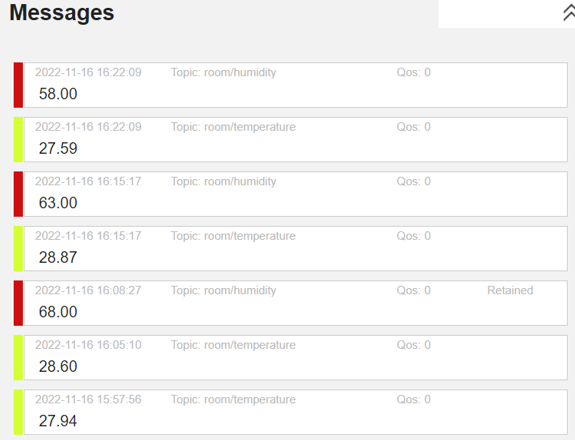 Messages
2022-11-16 16:22:09 Topic: room/humidity Qos: 0
58.00
2022-11-16 16:22:09 Topic: room/temperature Qos: 0
27.59
2022-11-16 16:15:17 Topic: room/humidity Qos: 0
63.00
2022-11-16 16:15:17 Topic: room/temperature Qos: 0
28.87
2022-11-16 16:08:27 Topic: room/humidity Qos: 0 Retained
68.00
2022-11-16 16:05:10 Topic: room/temperature Qos: 0
28.60
2022-11-16 15:57:56 Topic: room/temperature Qos: 0
27.94